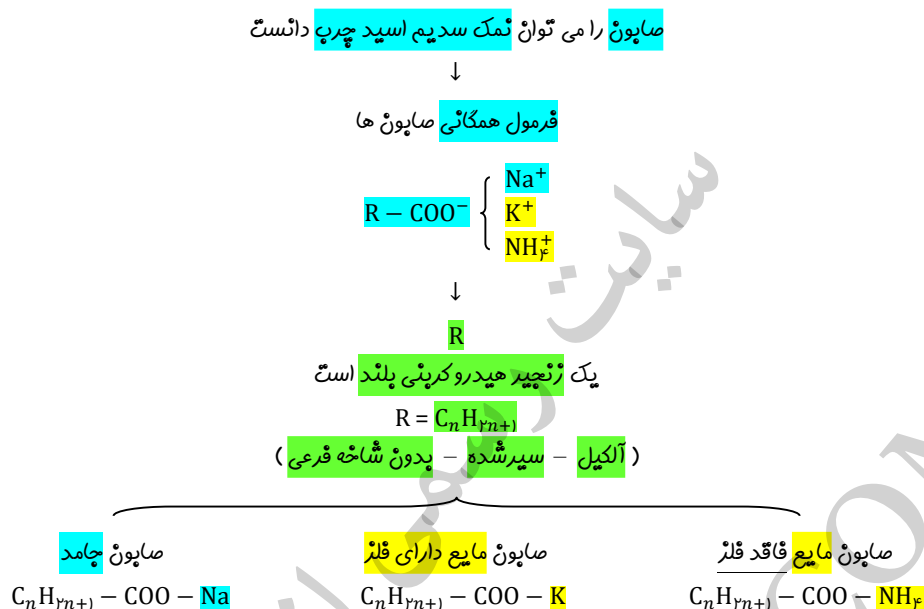 صابون را می توان نمک سدیم اسید چرب دانست
↓
فرمول همگانی صابون ها
R − COO⁻ { Na⁺
K⁺
NH₄⁺
↓
R
یک زنجیر هیدروکربنی بلند است
R = CₙH₂ₙ₊₁
( آلکیل – سیرشده – بدون شاخه فرعی )
صابون مایع فاقد فلز
صابون مایع دارای فلز
صابون جامد
CₙH₂ₙ₊₁ − COO − NH₄
CₙH₂ₙ₊₁ − COO − K
CₙH₂ₙ₊₁ − COO − Na
سایت رسمی